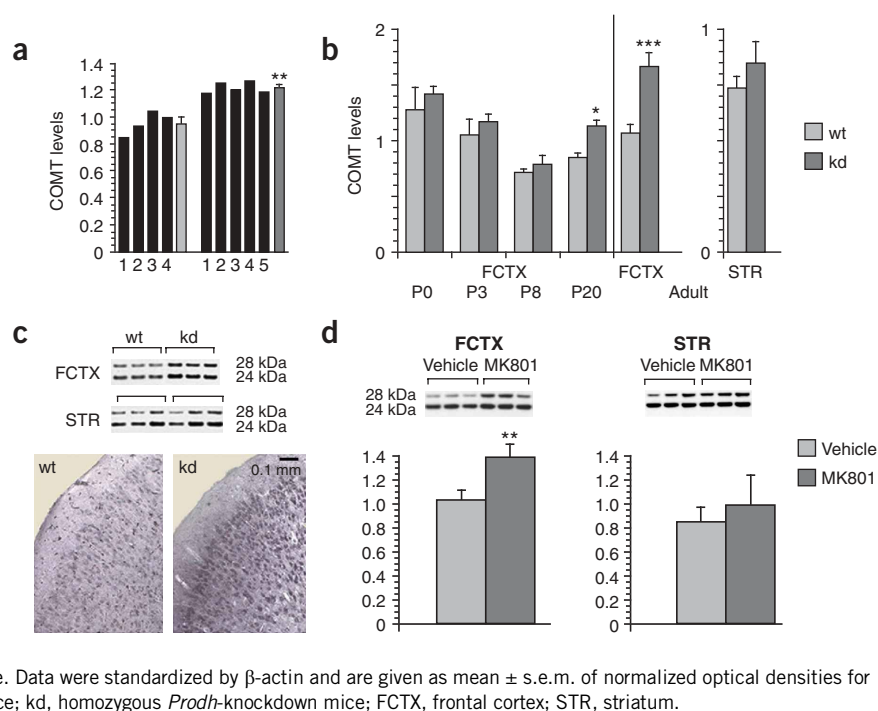 a
COMT levels
1.4
1.2
1.0
0.8
0.6
0.4
0.2
0
**
1 2 3 4
1 2 3 4 5
b
COMT levels
2
1
0
*
***
1
0
FCTX
P0 P3 P8 P20
FCTX
Adult
STR
wt
kd
c
wt kd
FCTX
28 kDa
24 kDa
STR
28 kDa
24 kDa
wt
kd
0.1 mm
d
FCTX
Vehicle MK801
28 kDa
24 kDa
**
1.4
1.2
1.0
0.8
0.6
0.4
0.2
0
STR
Vehicle MK801
1.4
1.2
1.0
0.8
0.6
0.4
0.2
0
Vehicle
MK801
e. Data were standardized by β-actin and are given as mean ± s.e.m. of normalized optical densities for
ce; kd, homozygous Prodh-knockdown mice; FCTX, frontal cortex; STR, striatum.